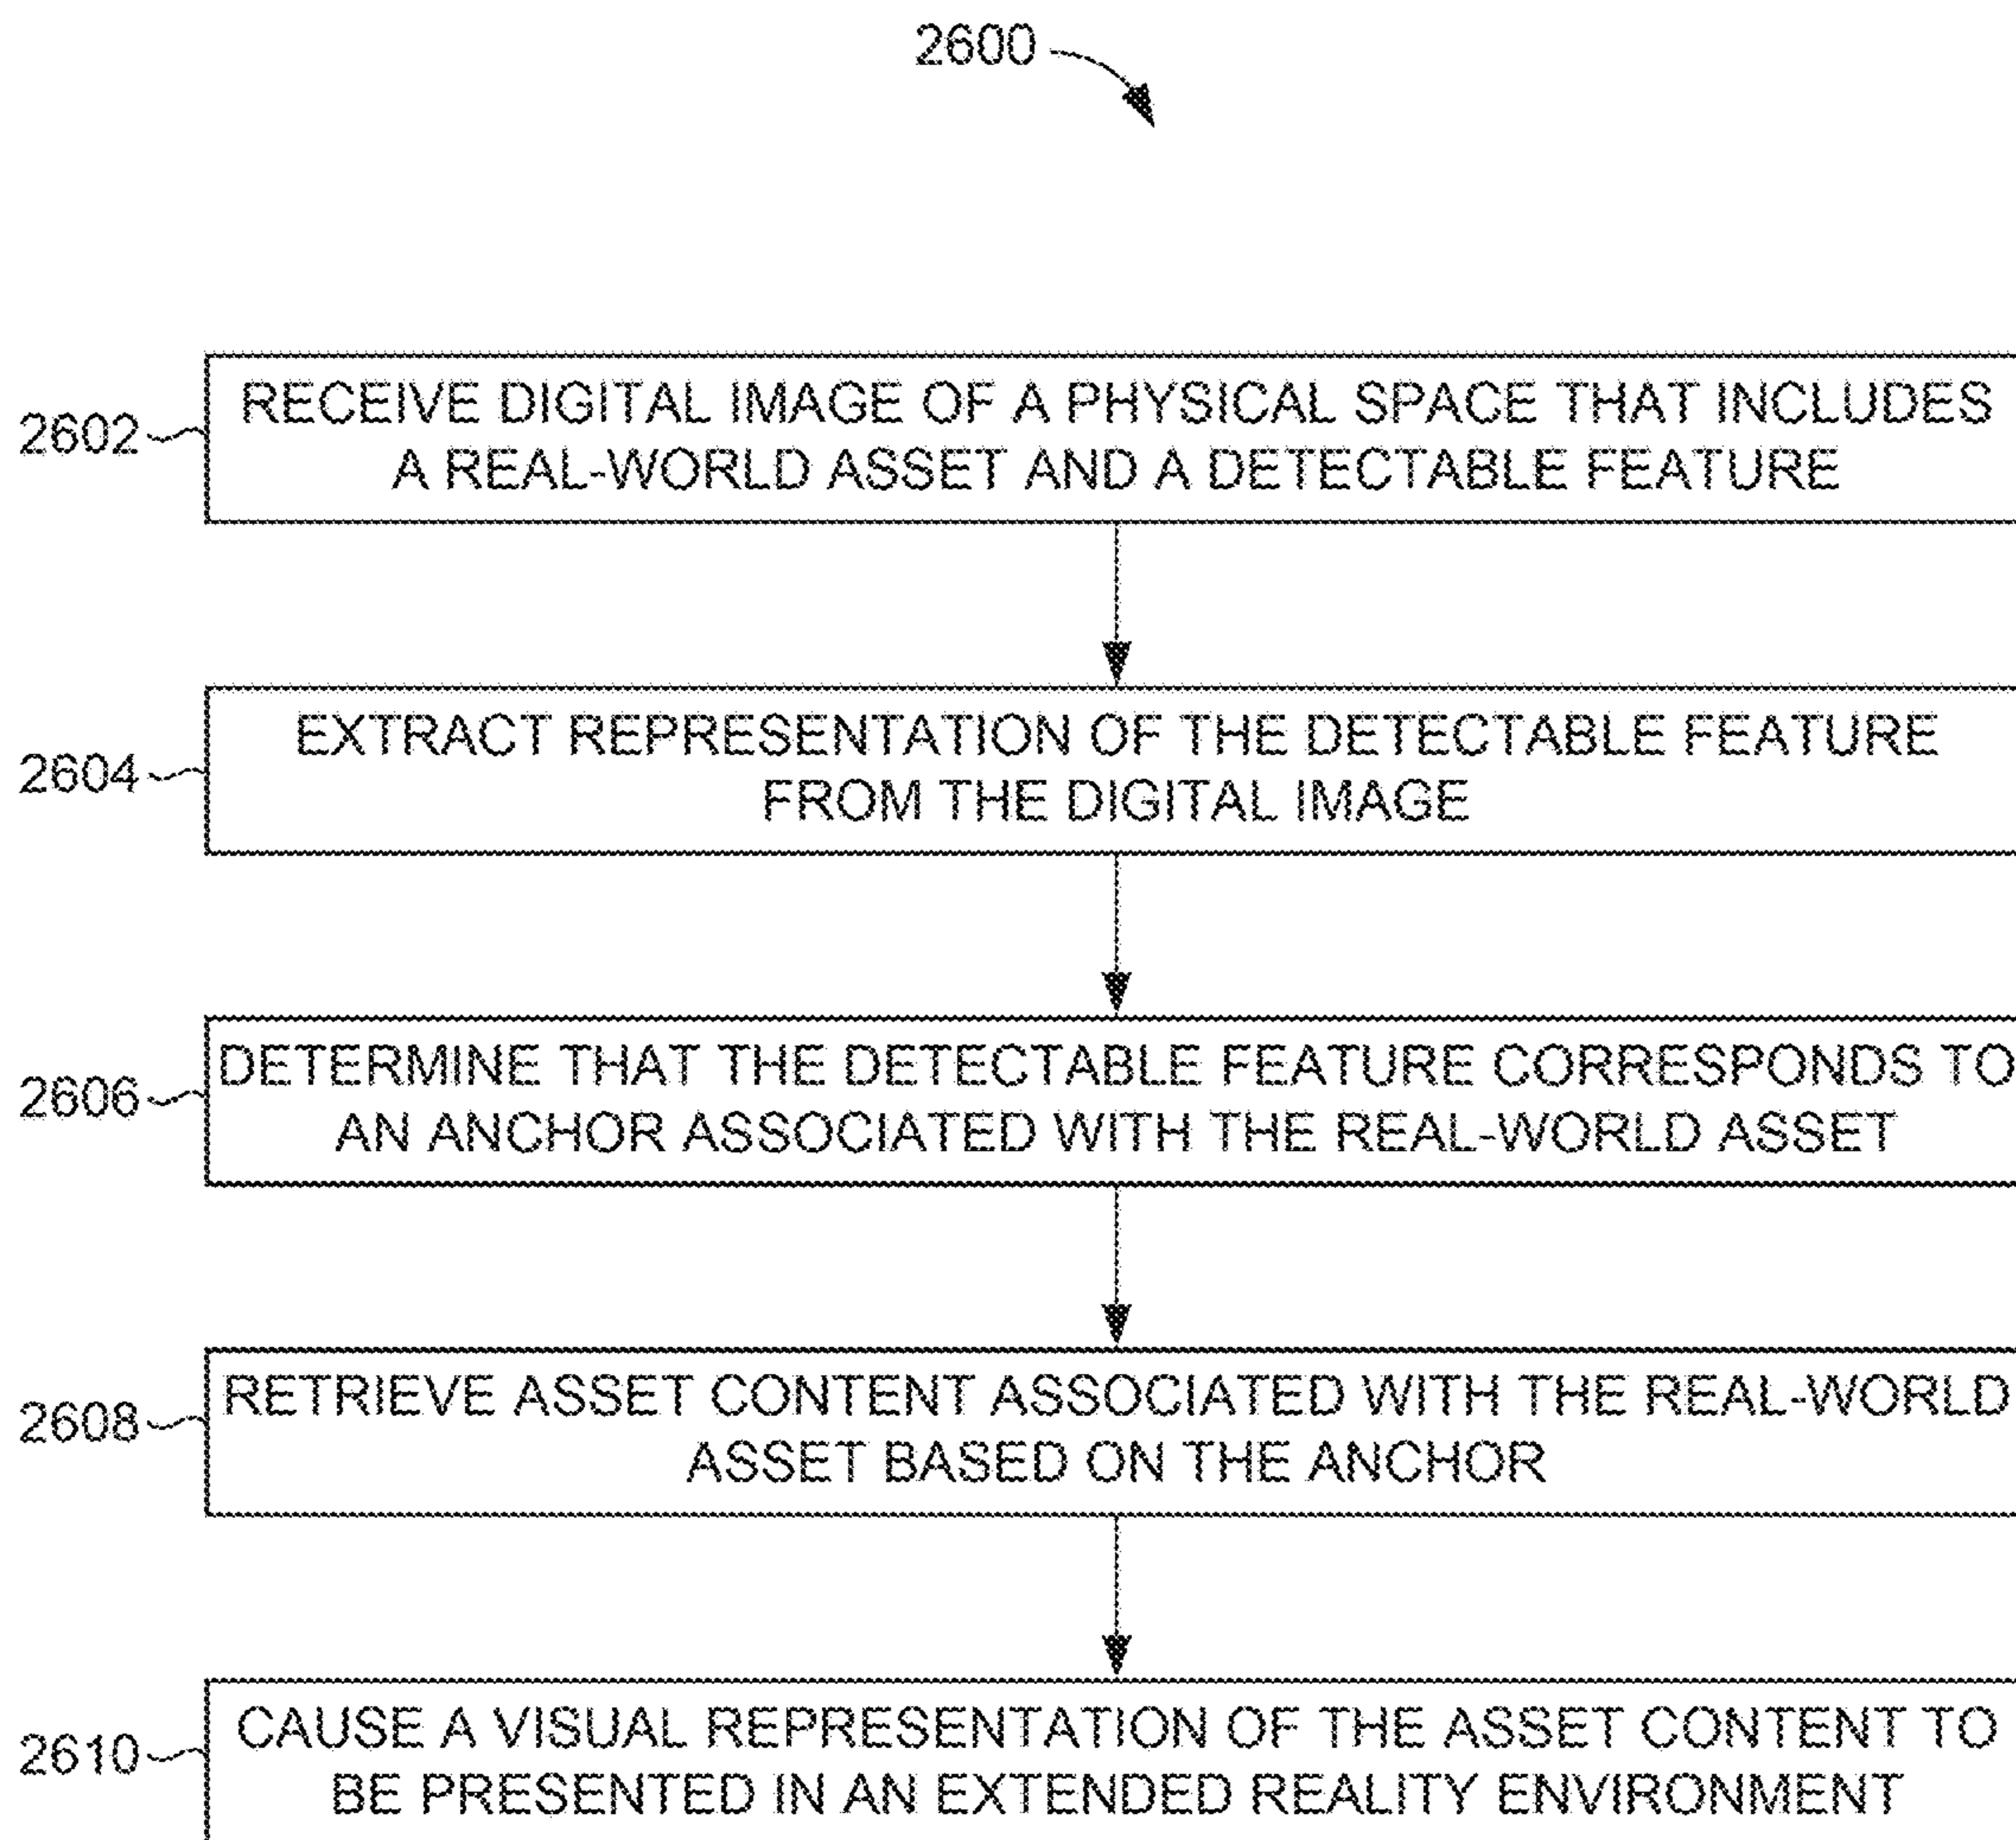 2600
RECEIVE DIGITAL IMAGE OF A PHYSICAL SPACE THAT INCLUDES
2602
A REAL-WORLD ASSET AND A DETECTABLE FEATURE
EXTRACT REPRESENTATION OF THE DETECTABLE FEATURE
2604
FROM THE DIGITAL IMAGE
DETERMINE THAT THE DETECTABLE FEATURE CORRESPONDS TO
2606
AN ANCHOR ASSOCIATED WITH THE REAL-WORLD ASSET
RETRIEVE ASSET CONTENT ASSOCIATED WITH THE REAL-WORLD
2608
ASSET BASED ON THE ANCHOR
CAUSE A VISUAL REPRESENTATION OF THE ASSET CONTENT TO
2610
BE PRESENTED IN AN EXTENDED REALITY ENVIRONMENT